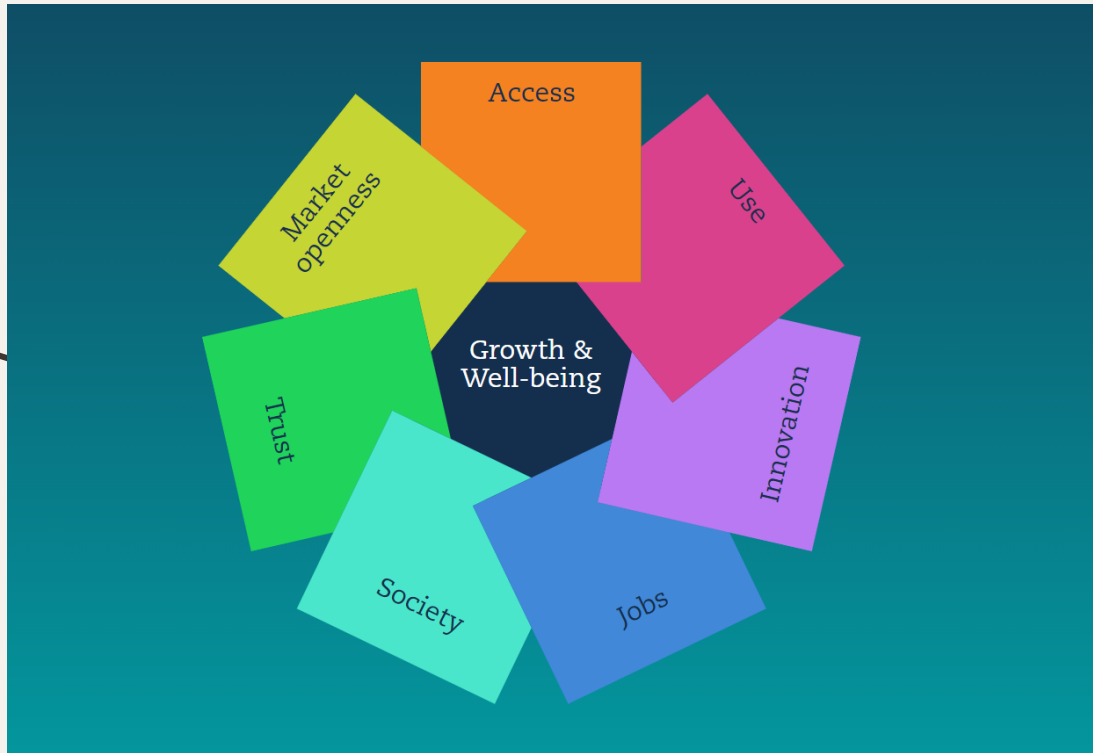 Access
Use
Innovation
Jobs
Society
Trust
Market
openness
Growth &
Well-being